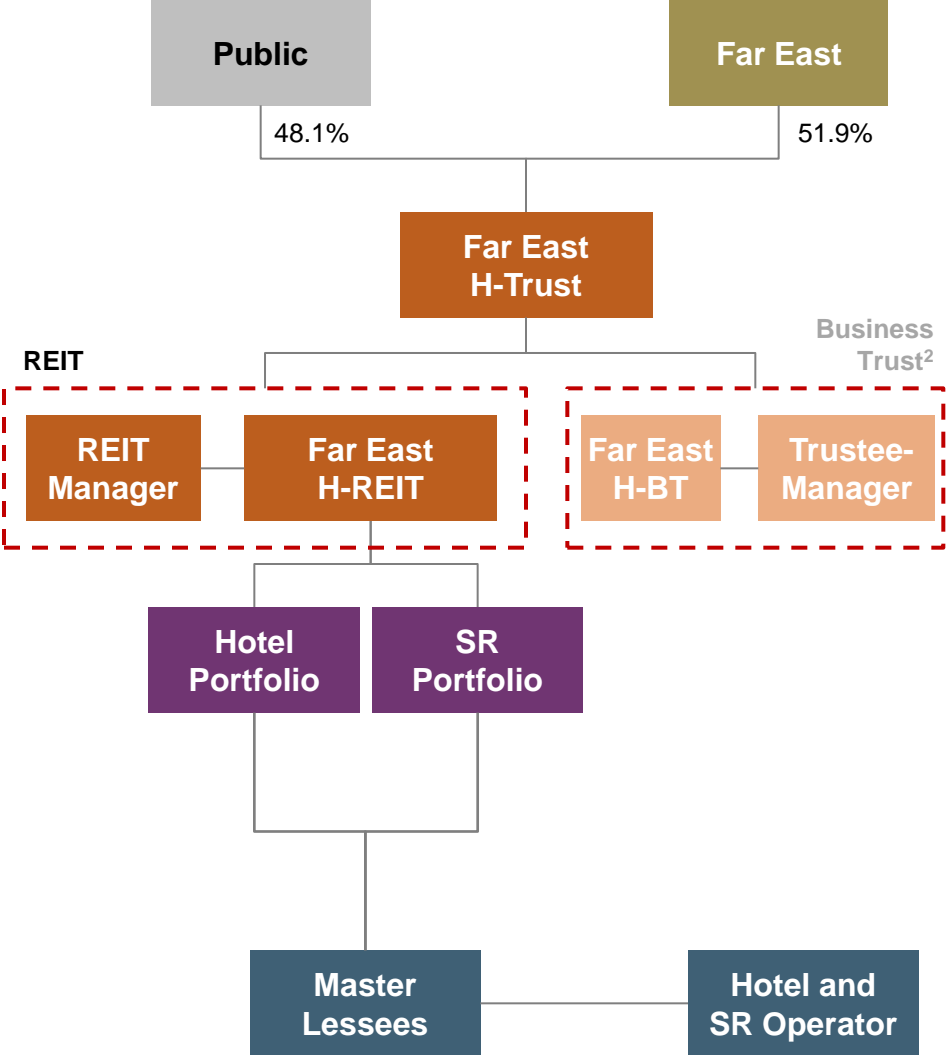 Public
Far East
48.1%
51.9%
Far East
H-Trust
Business
Trust²
REIT
REIT
Manager
Far East
H-REIT
Far East
H-BT
Trustee-
Manager
Hotel
Portfolio
SR
Portfolio
Master
Lessees
Hotel and
SR Operator